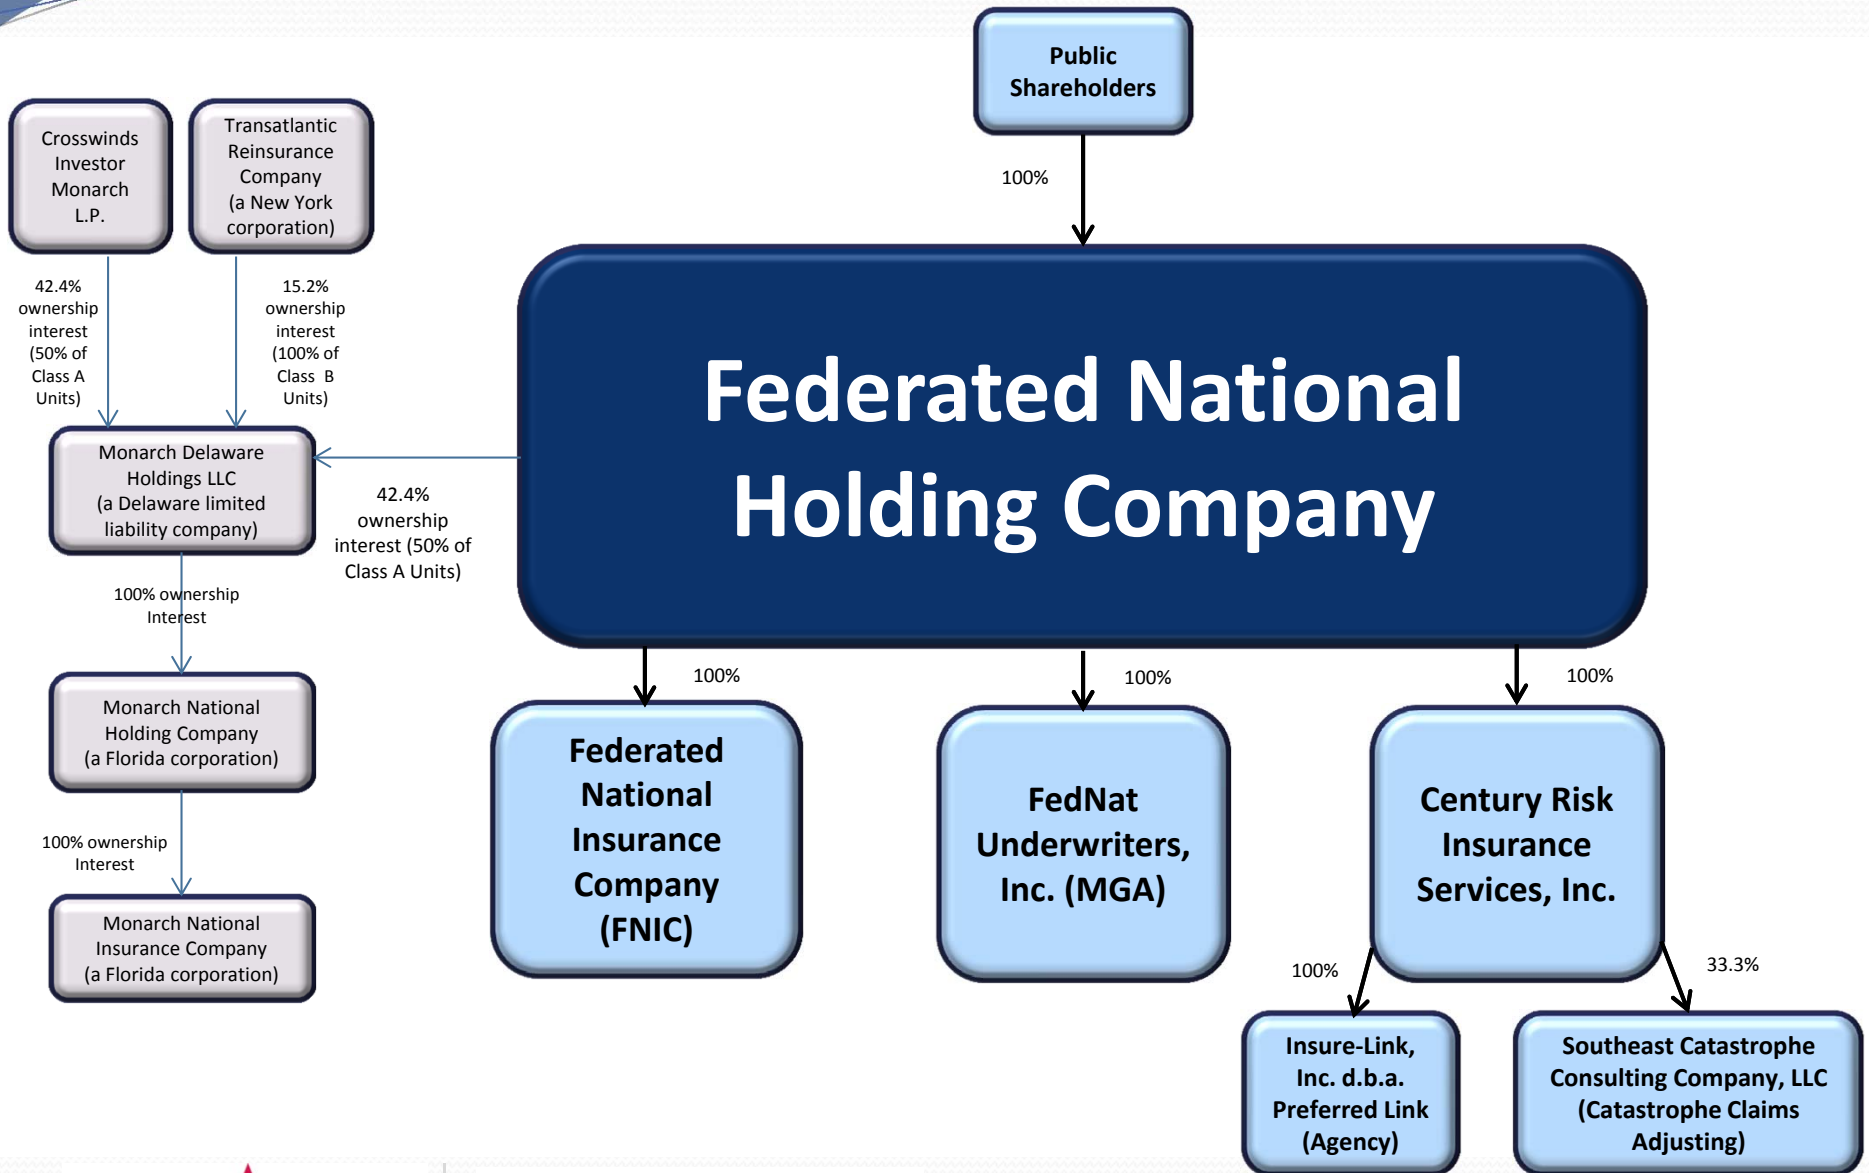 Public
Shareholders
100%
Crosswinds
Investor
Monarch
L.P.
Transatlantic
Reinsurance
Company
(a New York
corporation)
42.4%
ownership
interest
(50% of
Class A
Units)
15.2%
ownership
interest
(100% of
Class B
Units)
Federated National
Holding Company
Monarch Delaware
Holdings LLC
(a Delaware limited
liability company)
42.4%
ownership
interest (50% of
Class A Units)
100% ownership
Interest
Monarch National
Holding Company
(a Florida corporation)
100% ownership
Interest
Monarch National
Insurance Company
(a Florida corporation)
100%
100%
100%
Federated
National
Insurance
Company
(FNIC)
FedNat
Underwriters,
Inc. (MGA)
Century Risk
Insurance
Services, Inc.
100%
33.3%
Insure-Link,
Inc. d.b.a.
Preferred Link
(Agency)
Southeast Catastrophe
Consulting Company, LLC
(Catastrophe Claims
Adjusting)